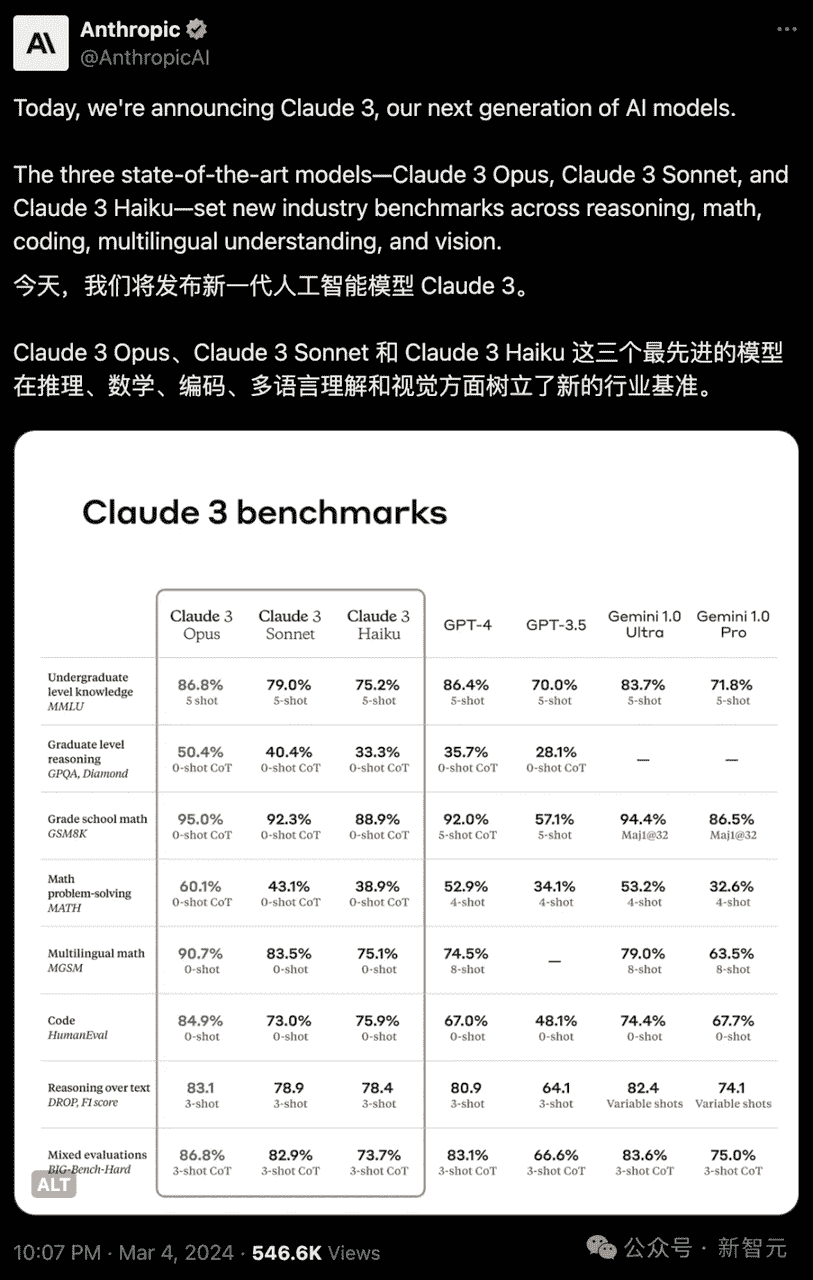 Anthropic
@AnthropicAI
Today, we're announcing Claude 3, our next generation of AI models.
The three state-of-the-art models—Claude 3 Opus, Claude 3 Sonnet, and
Claude 3 Haiku—set new industry benchmarks across reasoning, math,
coding, multilingual understanding, and vision.
今天，我们将发布新一代人工智能模型 Claude 3。
Claude 3 Opus、Claude 3 Sonnet 和 Claude 3 Haiku 这三个最先进的模型
在推理、数学、编码、多语言理解和视觉方面树立了新的行业基准。
Claude 3 benchmarks
Claude 3 Opus Claude 3 Sonnet Claude 3 Haiku GPT-4 GPT-3.5 Gemini 1.0 Ultra Gemini 1.0 Pro
Undergraduate
level knowledge
MMLU
86.8% 79.0% 75.2% 86.4% 70.0% 83.7% 71.8%
5 shot 5-shot 5-shot 5-shot 5-shot 5-shot 5-shot
Graduate level
reasoning
GPQA, Diamond
50.4% 40.4% 33.3% 35.7% 28.1% — —
0-shot CoT 0-shot CoT 0-shot CoT 0-shot CoT 0-shot CoT
Grade school math
GSM8K
95.0% 92.3% 88.9% 92.0% 57.1% 94.4% 86.5%
0-shot CoT 0-shot CoT 0-shot CoT 5-shot CoT 5-shot Maj1@32 Maj1@32
Math
problem-solving
MATH
60.1% 43.1% 38.9% 52.9% 34.1% 53.2% 32.6%
0-shot CoT 0-shot CoT 0-shot CoT 4-shot 4-shot 4-shot 4-shot
Multilingual math
MGSM
90.7% 83.5% 75.1% 74.5% — 79.0% 63.5%
0-shot 0-shot 0-shot 8-shot 8-shot 8-shot
Code
HumanEval
84.9% 73.0% 75.9% 67.0% 48.1% 74.4% 67.7%
0-shot 0-shot 0-shot 0-shot 0-shot 0-shot 0-shot
Reasoning over text
DROP, F1 score
83.1 78.9 78.4 80.9 64.1 82.4 74.1
3-shot 3-shot 3-shot 3-shot 3-shot Variable shots Variable shots
Mixed evaluations
BIG-Bench-Hard
86.8% 82.9% 73.7% 83.1% 66.6% 83.6% 75.0%
3-shot CoT 3-shot CoT 3-shot CoT 3-shot CoT 3-shot CoT 3-shot CoT 3-shot CoT
ALT
10:07 PM · Mar 4, 2024 · 546.6K Views
公众号 · 新智元